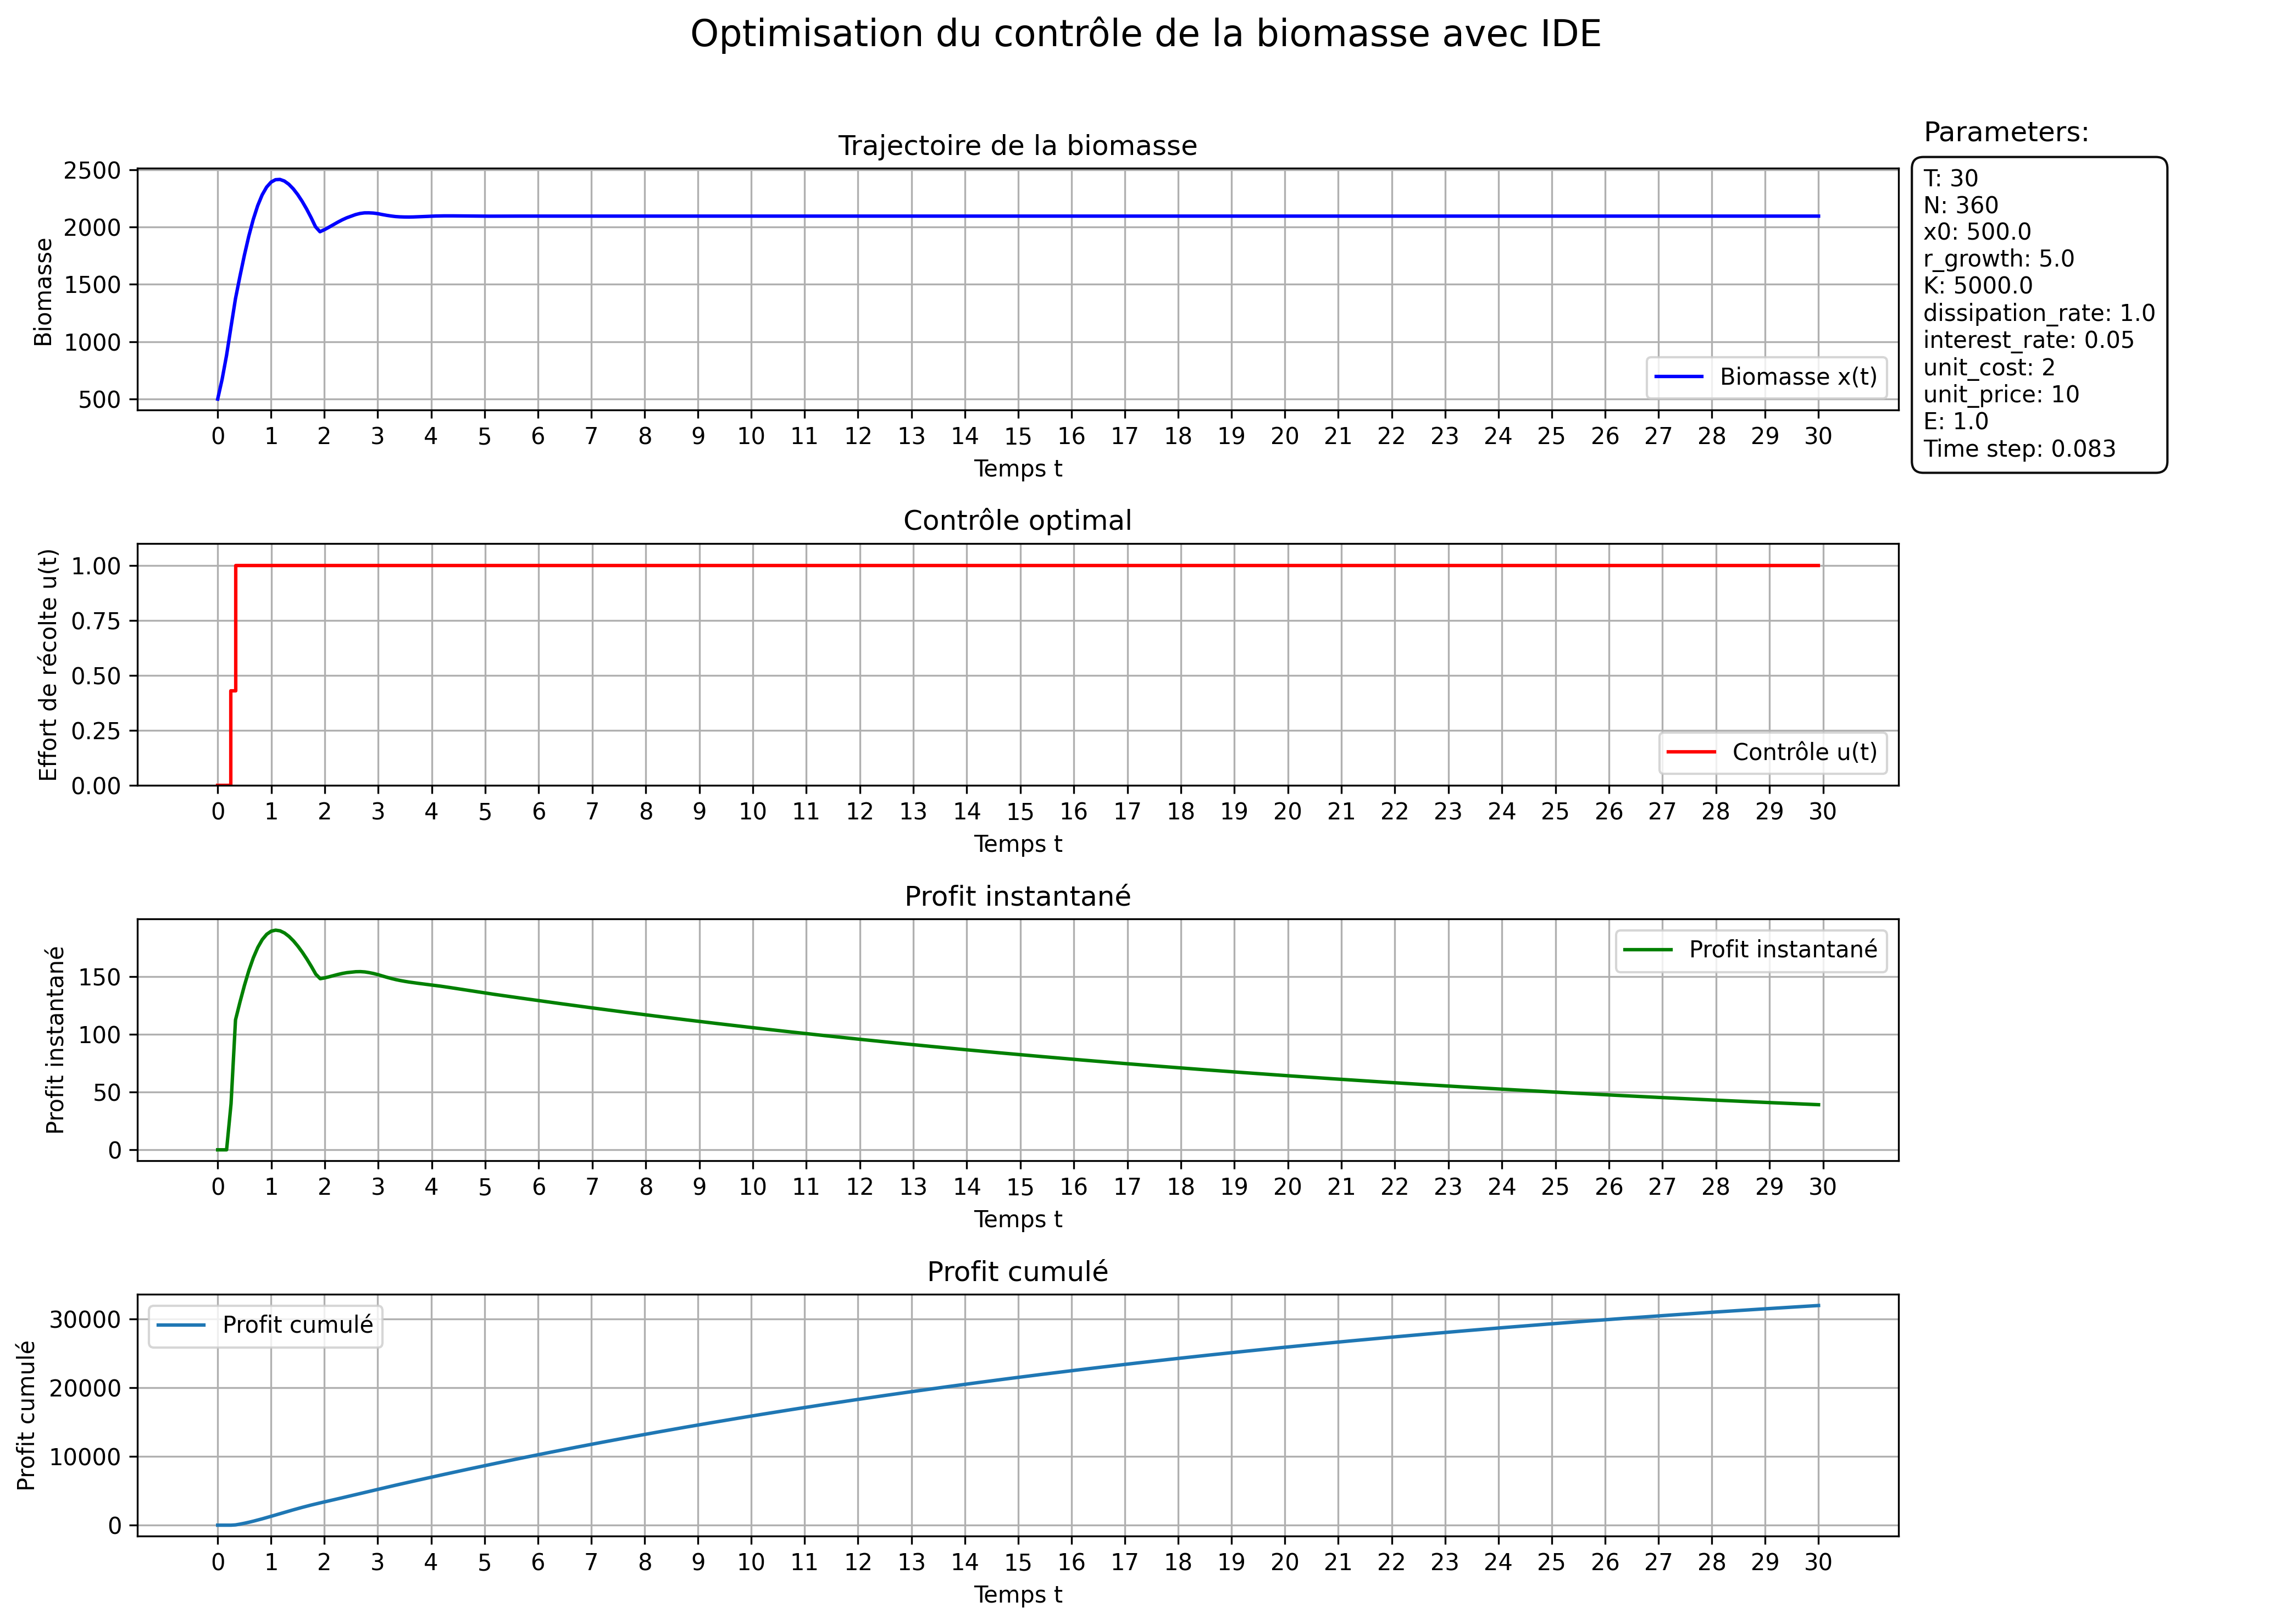 Optimisation du contrôle de la biomasse avec IDE
Trajectoire de la biomasse
Biomasse
2500
2000
1500
1000
500
Biomasse x(t)
0 1 2 3 4 5 6 7 8 9 10 11 12 13 14 15 16 17 18 19 20 21 22 23 24 25 26 27 28 29 30
Temps t
Parameters:
T: 30
N: 360
x0: 500.0
r_growth: 5.0
K: 5000.0
dissipation_rate: 1.0
interest_rate: 0.05
unit_cost: 2
unit_price: 10
E: 1.0
Time step: 0.083
Contrôle optimal
Effort de récolte u(t)
1.00
0.75
0.50
0.25
0.00
Contrôle u(t)
0 1 2 3 4 5 6 7 8 9 10 11 12 13 14 15 16 17 18 19 20 21 22 23 24 25 26 27 28 29 30
Temps t
Profit instantané
Profit instantané
150
100
50
0
Profit instantané
0 1 2 3 4 5 6 7 8 9 10 11 12 13 14 15 16 17 18 19 20 21 22 23 24 25 26 27 28 29 30
Temps t
Profit cumulé
Profit cumulé
30000
20000
10000
0
Profit cumulé
0 1 2 3 4 5 6 7 8 9 10 11 12 13 14 15 16 17 18 19 20 21 22 23 24 25 26 27 28 29 30
Temps t